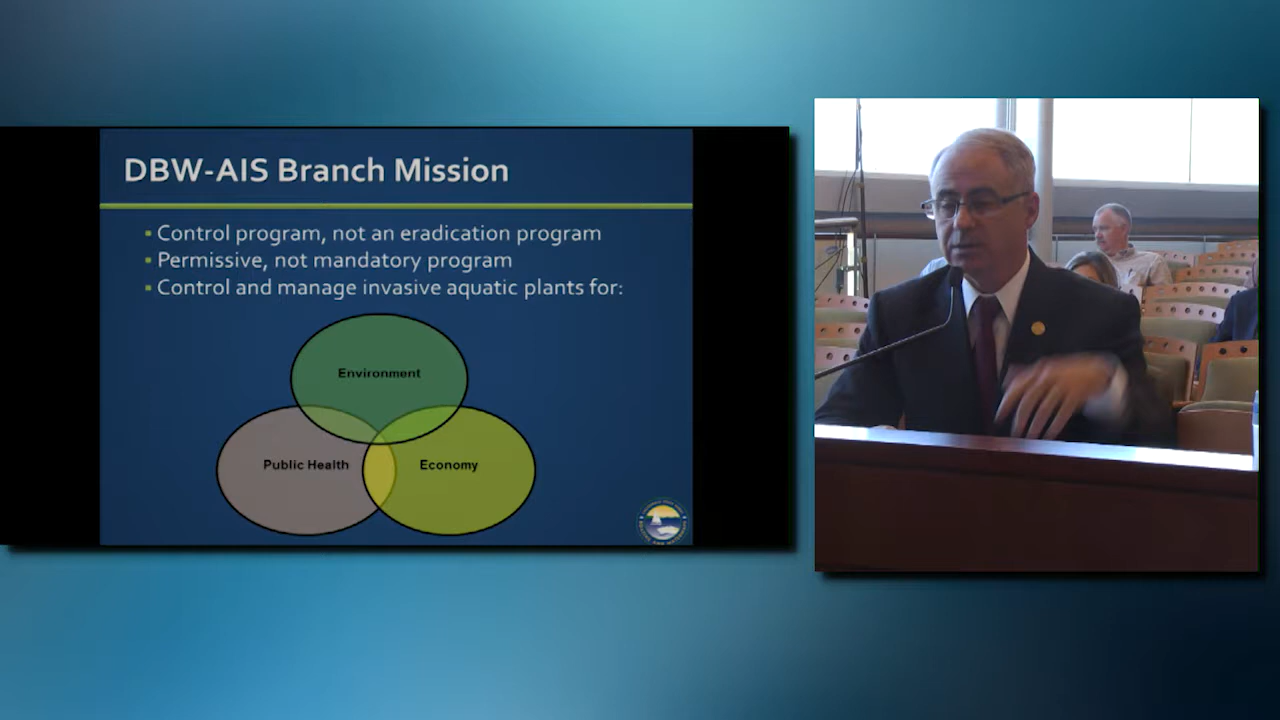 DBW-AIS Branch Mission
▪ Control program, not an eradication program
▪ Permissive, not mandatory program
▪ Control and manage invasive aquatic plants for:
Environment
Public Health
Economy